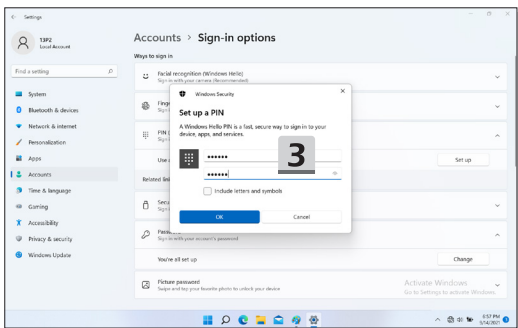 Settings
13P2
Local Account
Find a setting
System
Bluetooth & devices
Network & internet
Personalization
Apps
Accounts
Time & language
Gaming
Accessibility
Privacy & security
Windows Update
Accounts > Sign-in options
Ways to sign in
Facial recognition (Windows Hello)
Sign in with your camera (Recommended)
Windows Security
Set up a PIN
A Windows Hello PIN is a fast, secure way to sign in to your
device, apps, and services.
3
Include letters and symbols
OK
Cancel
PIN (
Set up
Sign in with your account's password
You're all set up
Change
Picture password
Swipe and tap your favorite photo to unlock your device
Activate Windows
Go to Settings to activate Windows.
6:57 PM
5/14/2021